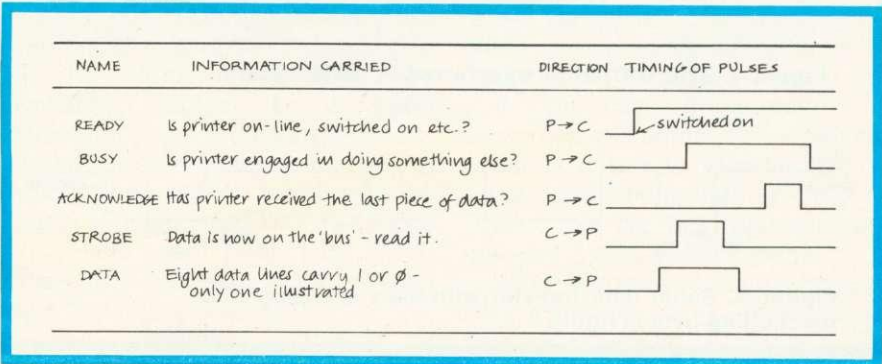 NAME INFORMATION CARRIED DIRECTION TIMING OF PULSES
READY Is printer on-line, switched on etc.? P→C switched on
BUSY Is printer engaged in doing something else? P→C
ACKNOWLEDGE Has printer received the last piece of data? P→C
STROBE Data is now on the 'bus' - read it. C→P
DATA Eight data lines carry 1 or Ø - C→P
only one illustrated